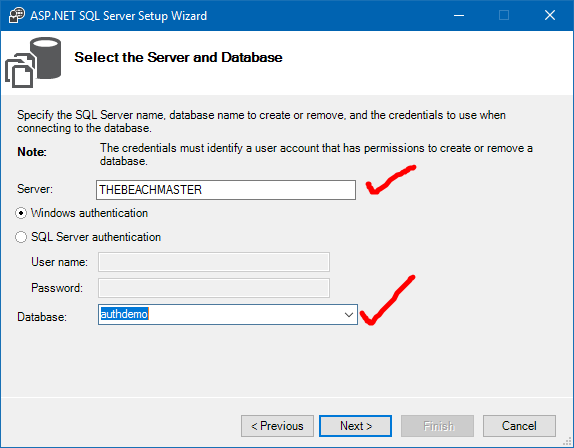 ASP.NET SQL Server Setup Wizard
Select the Server and Database
Specify the SQL Server name, database name to create or remove, and the credentials to use when
connecting to the database.
Note: The credentials must identify a user account that has permissions to create or remove a
database.
Server: THEBEACHMASTER
Windows authentication
SQL Server authentication
User name:
Password:
Database: authdemo
< Previous Next > Finish Cancel